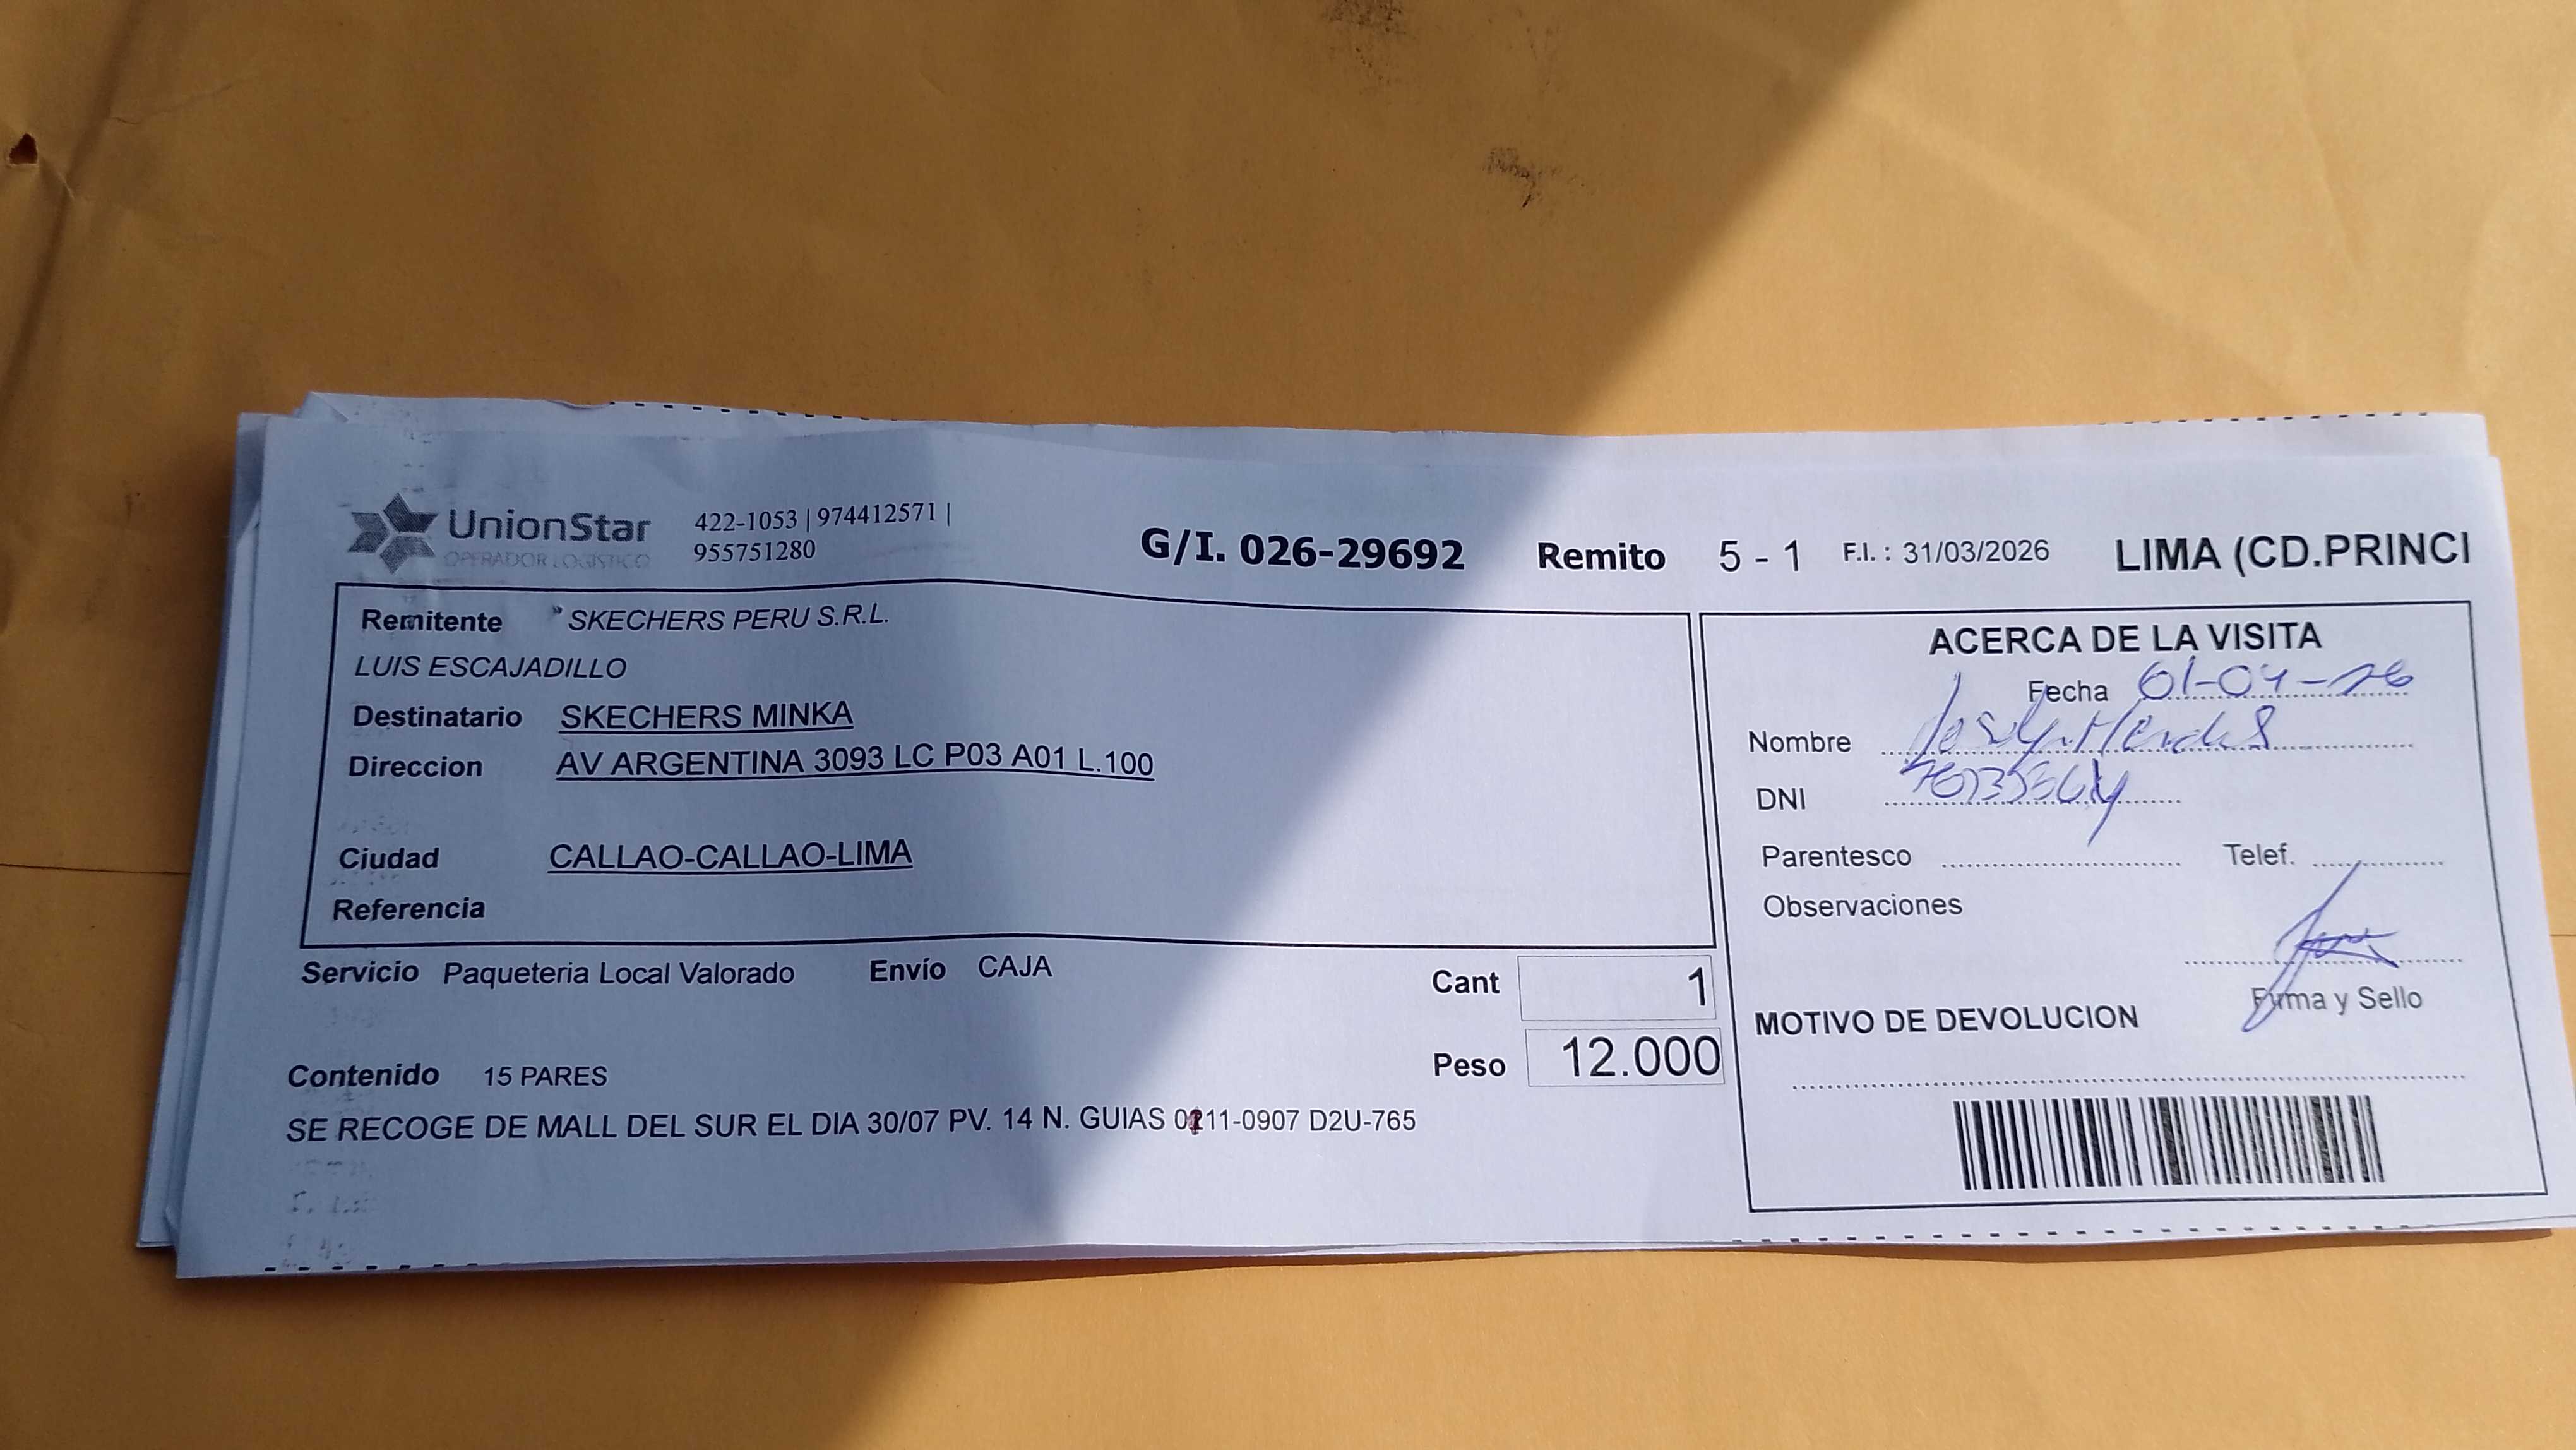 UnionStar
OPERADOR LOGISTICO
422-1053 | 974412571 |
955751280
G/I. 026-29692 Remito 5 - 1 F.I. : 31/03/2026 LIMA (CD.PRINCI
Remitente SKECHERS PERU S.R.L.
LUIS ESCAJADILLO
Destinatario SKECHERS MINKA
Direccion AV ARGENTINA 3093 LC P03 A01 L.100
Ciudad CALLAO-CALLAO-LIMA
Referencia
Servicio Paqueteria Local Valorado Envío CAJA
Cant 1
Peso 12.000
Contenido 15 PARES
SE RECOGE DE MALL DEL SUR EL DIA 30/07 PV. 14 N. GUIAS 0211-0907 D2U-765
ACERCA DE LA VISITA
Fecha 01-04-26
Nombre
DNI
Parentesco Telef.
Observaciones
Firma y Sello
MOTIVO DE DEVOLUCION